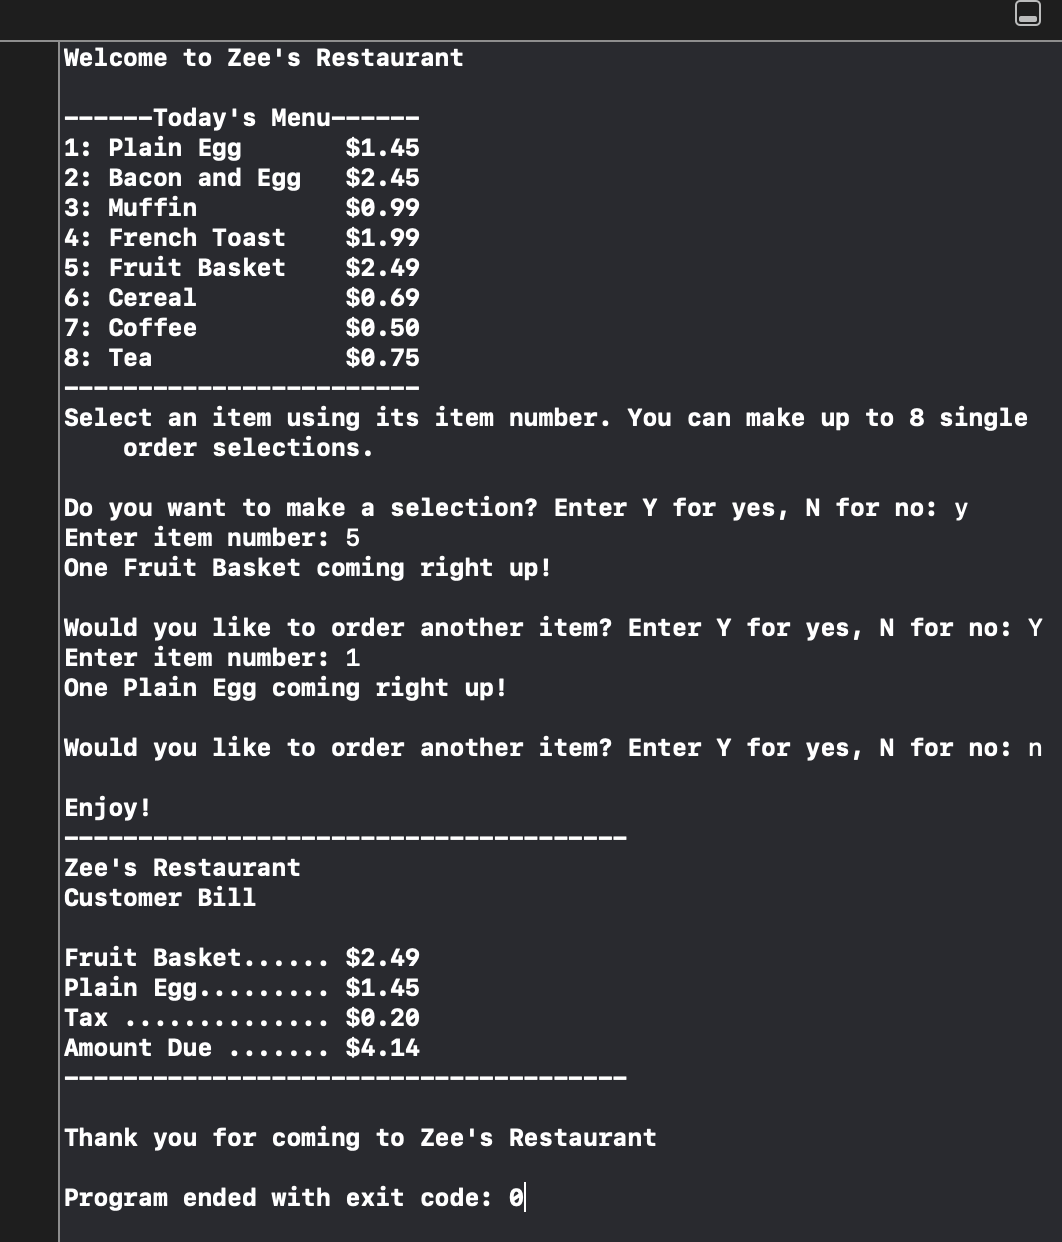 Welcome to Zee's Restaurant
------Today's Menu------
1: Plain Egg       $1.45
2: Bacon and Egg   $2.45
3: Muffin          $0.99
4: French Toast    $1.99
5: Fruit Basket    $2.49
6: Cereal          $0.69
7: Coffee          $0.50
8: Tea             $0.75
------------------------
Select an item using its item number. You can make up to 8 single
    order selections.
Do you want to make a selection? Enter Y for yes, N for no: y
Enter item number: 5
One Fruit Basket coming right up!
Would you like to order another item? Enter Y for yes, N for no: Y
Enter item number: 1
One Plain Egg coming right up!
Would you like to order another item? Enter Y for yes, N for no: n
Enjoy!
--------------------------------------
Zee's Restaurant
Customer Bill
Fruit Basket...... $2.49
Plain Egg......... $1.45
Tax .............. $0.20
Amount Due ....... $4.14
--------------------------------------
Thank you for coming to Zee's Restaurant
Program ended with exit code: 0